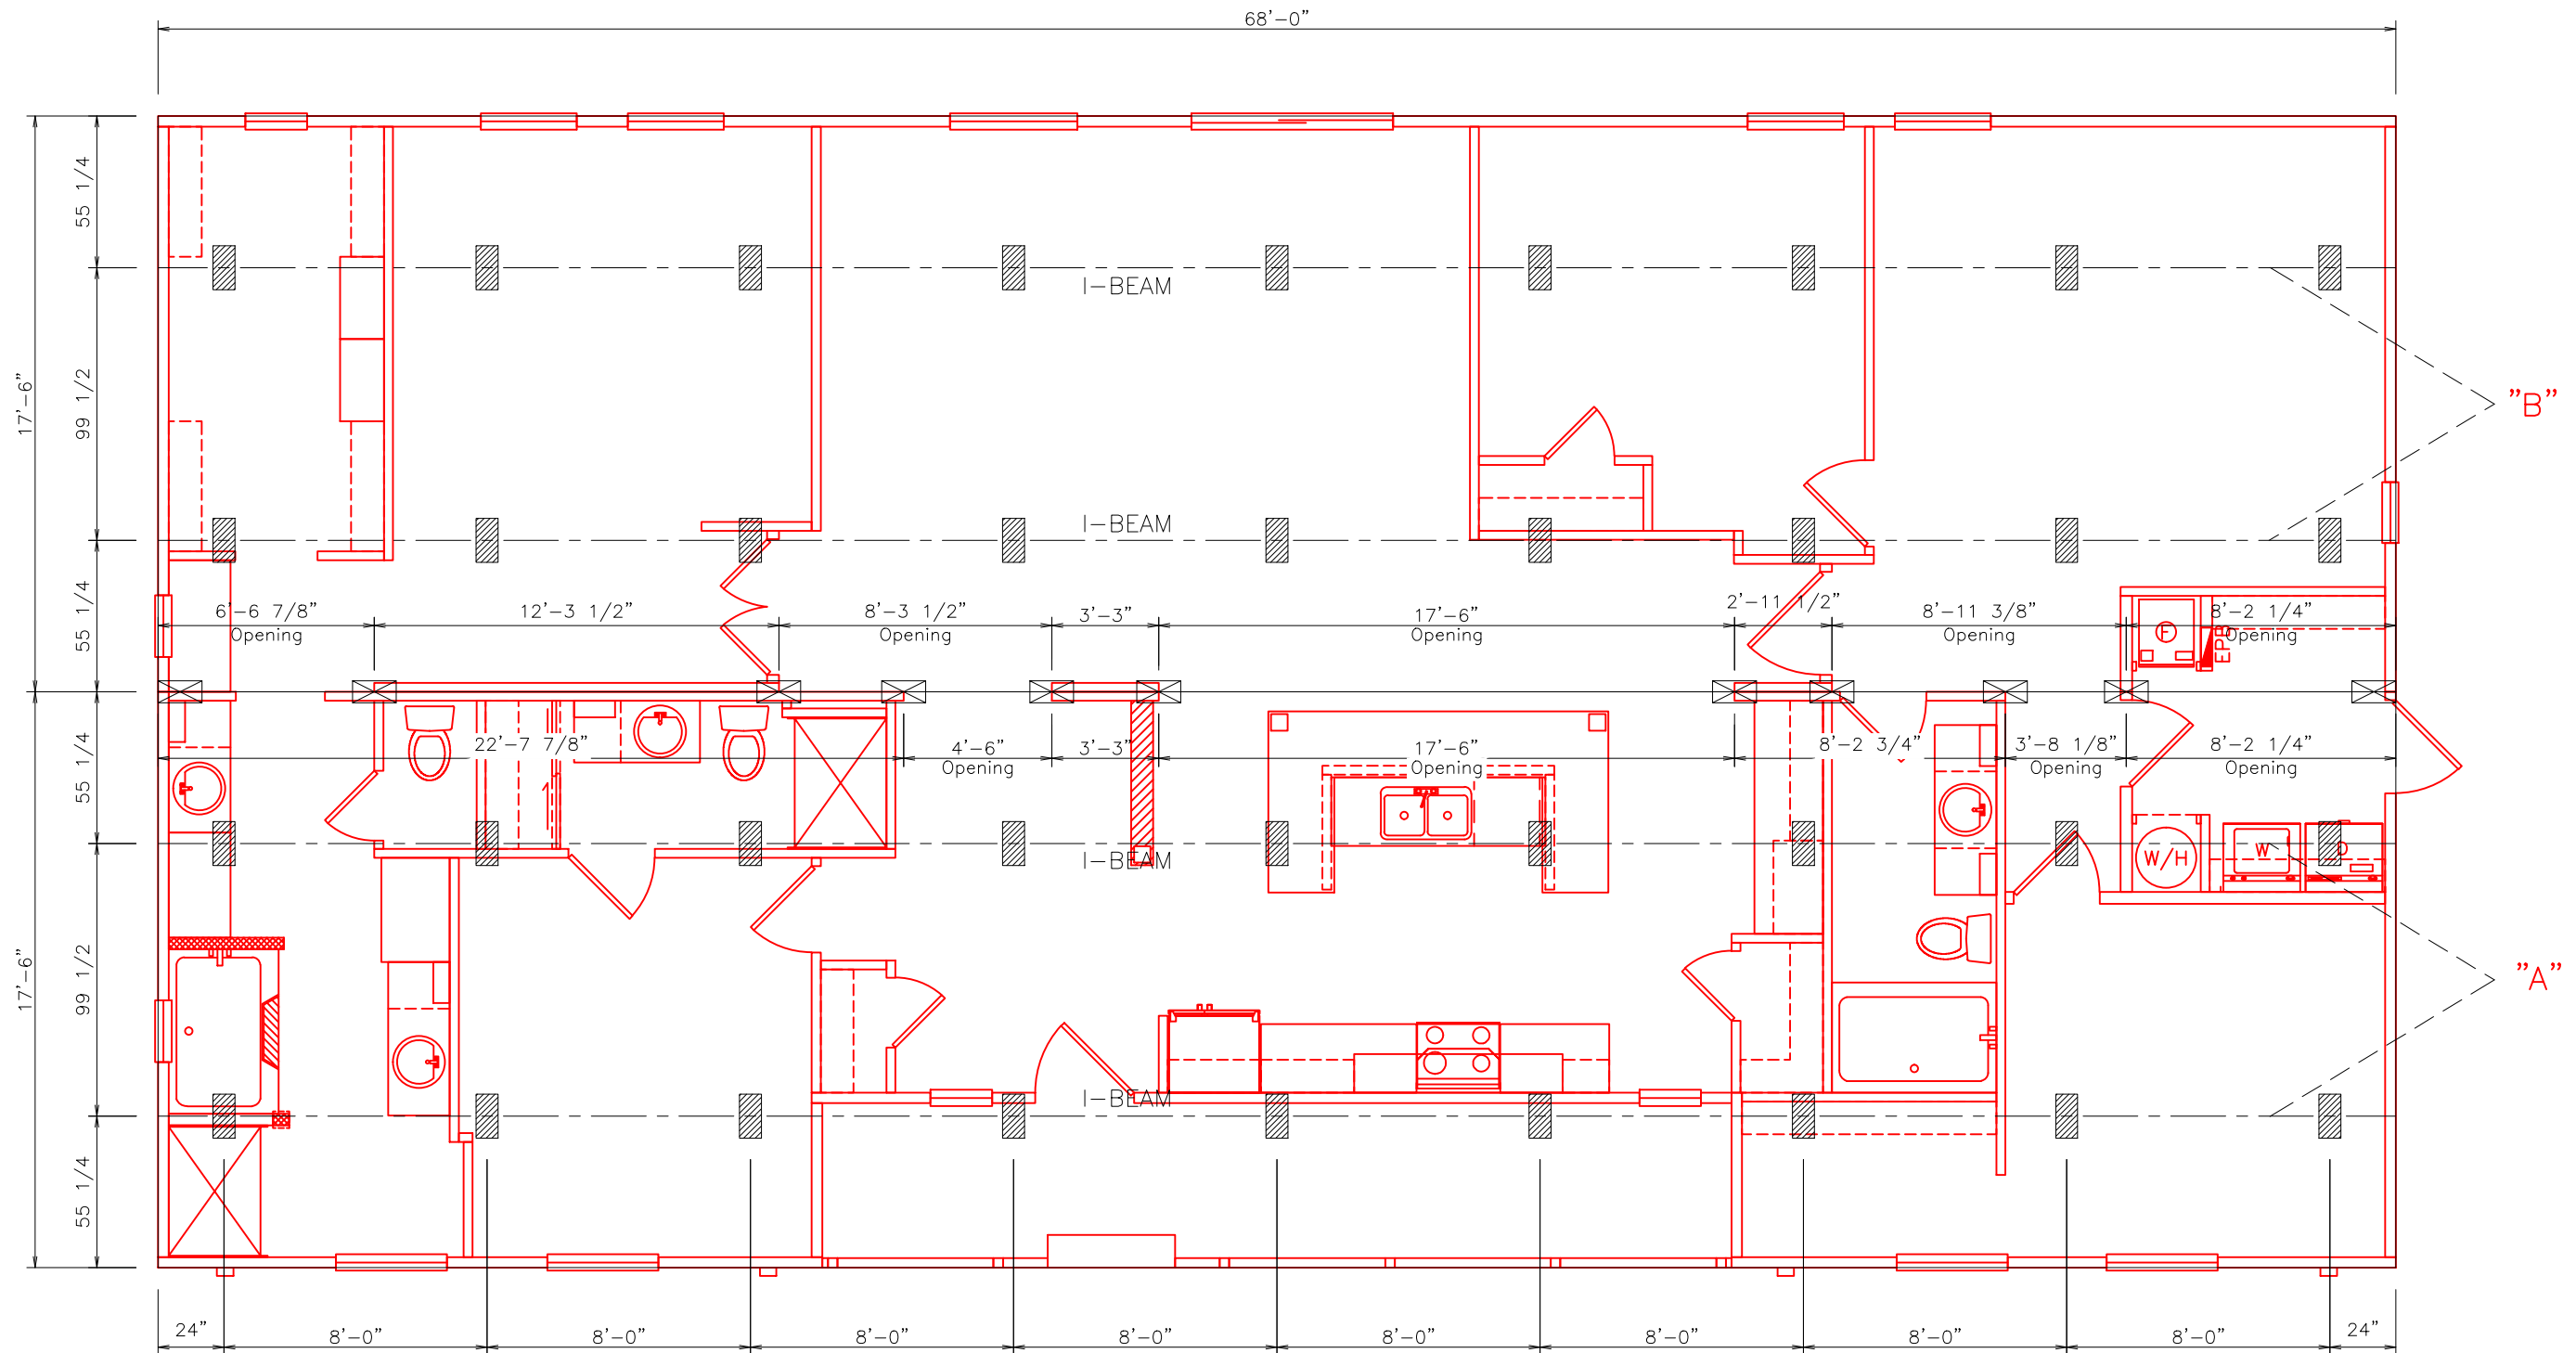 68'-0"
55 1/4
99 1/2
55 1/4
17'-6"
I-BEAM
"B"
I-BEAM
6'-6 7/8"
Opening
12'-3 1/2"
8'-3 1/2"
Opening
3'-3"
17'-6"
Opening
2'-11 1/2"
8'-11 3/8"
Opening
8'-2 1/4"
Opening
F
EPB
22'-7 7/8"
4'-6"
Opening
3'-3"
17'-6"
Opening
8'-2 3/4"
3'-8 1/8"
Opening
8'-2 1/4"
Opening
55 1/4
99 1/2
55 1/4
17'-6"
I-BEAM
W/H
W
D
"A"
I-BEAM
24"
8'-0"
8'-0"
8'-0"
8'-0"
8'-0"
8'-0"
8'-0"
8'-0"
24"